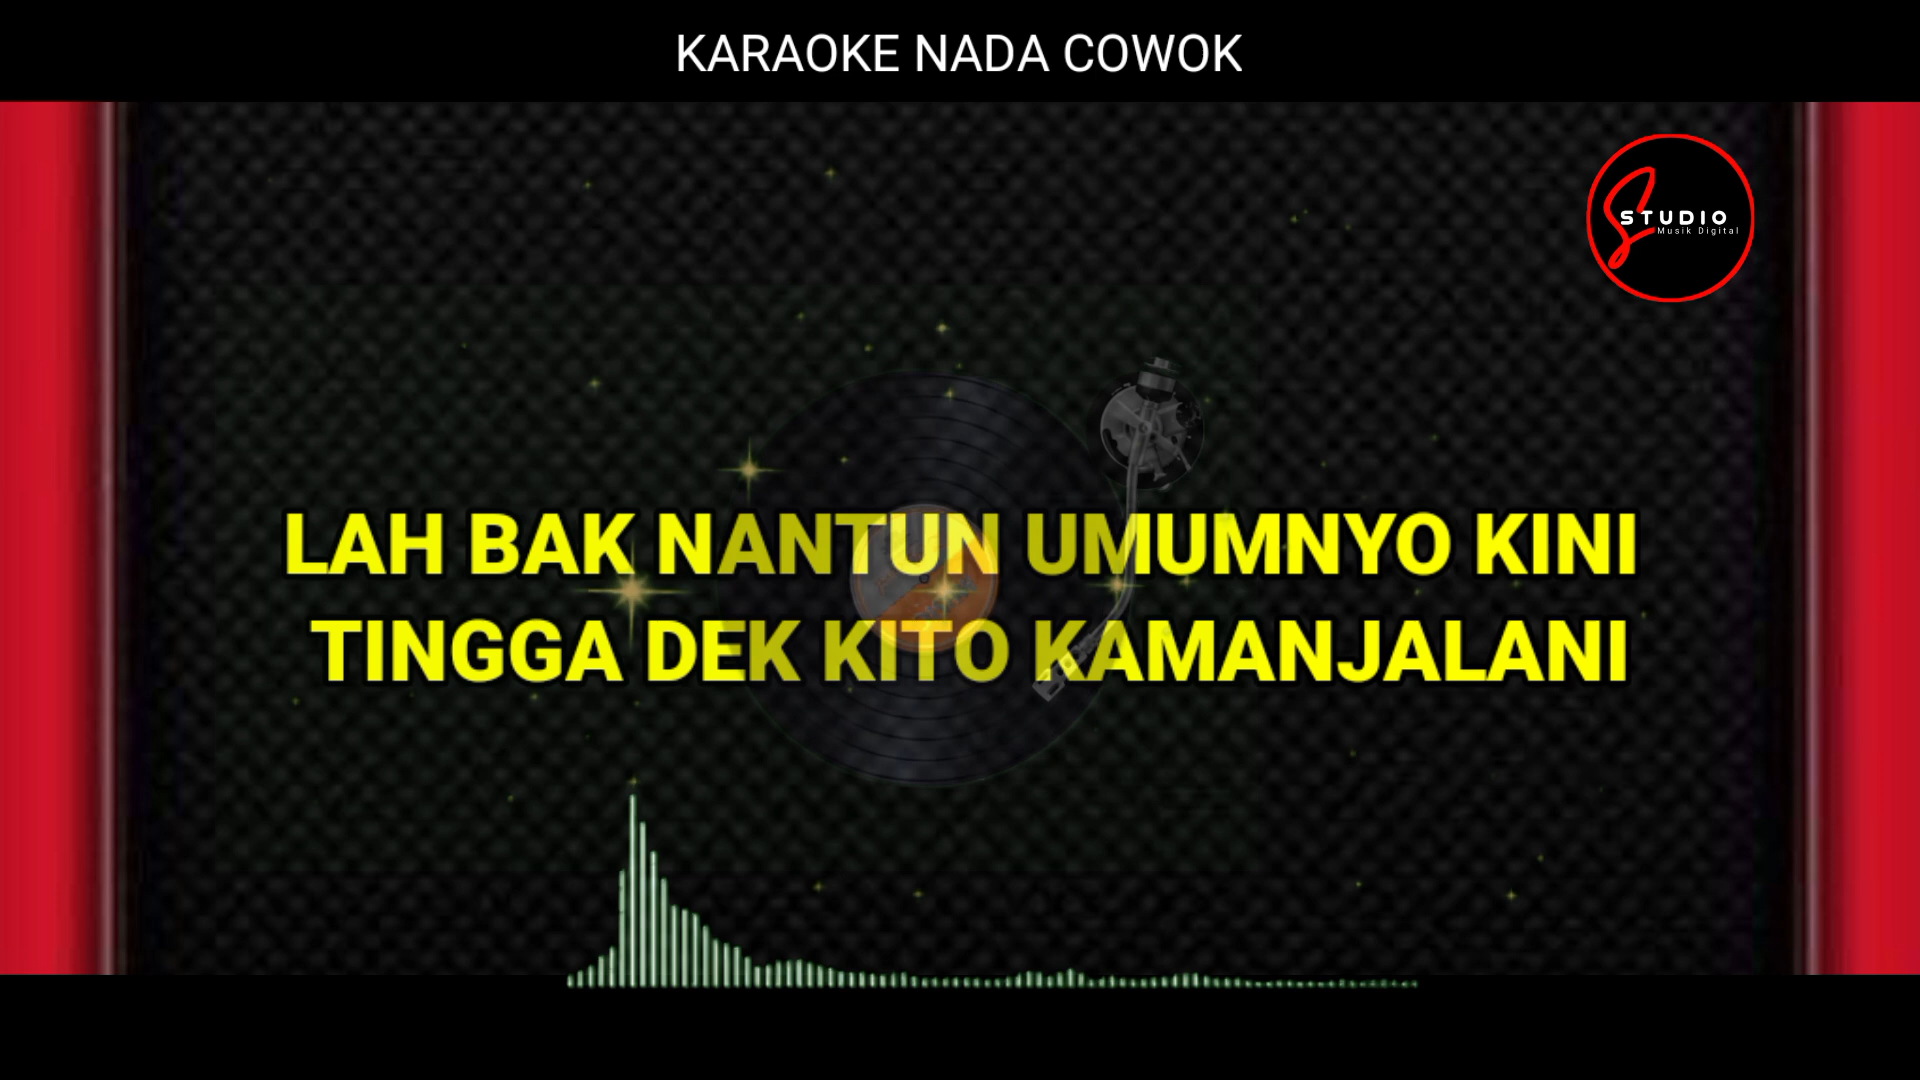 KARAOKE NADA COWOK
STUDIO
Musik Digital
LAH BAK NANTUN UMUMNYO KINI
TINGGA DEK KITO KAMANJALANI